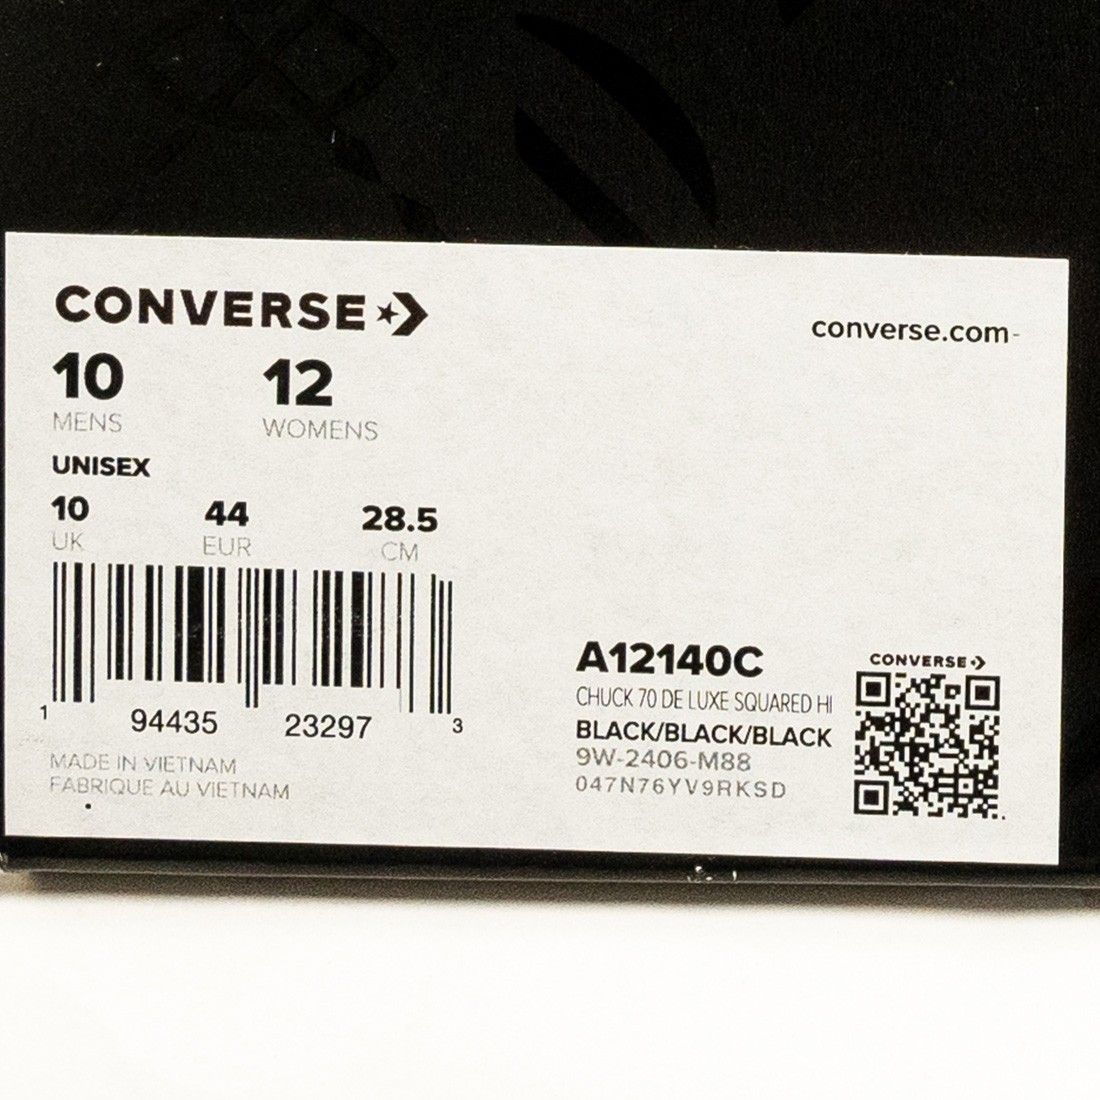 CONVERSE
converse.com
10 12
MENS WOMENS
UNISEX
10 44 28.5
UK EUR CM
1 94435 23297 3
MADE IN VIETNAM
FABRIQUE AU VIETNAM
A12140C
CHUCK 70 DE LUXE SQUARED HI
BLACK/BLACK/BLACK
9W-2406-M88
047N76YV9RKSD
CONVERSE